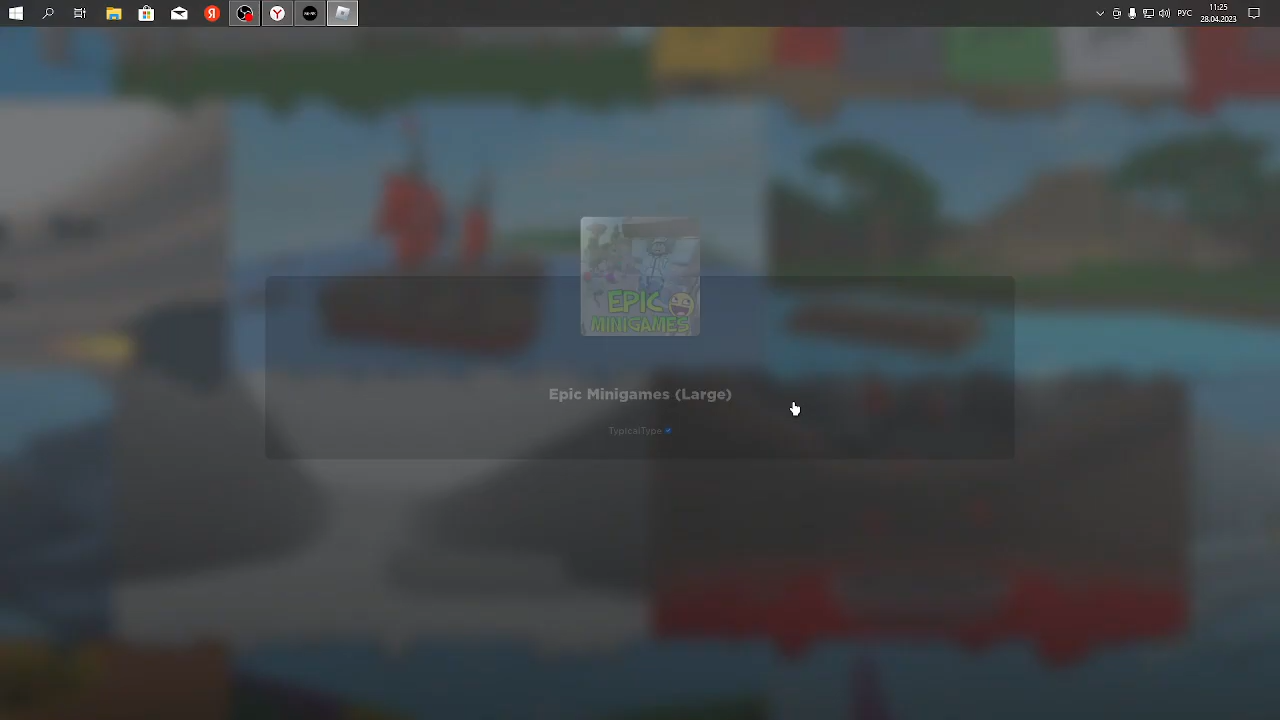 Я
Y
РУС
11:25
28.04.2023
EPIC
MINIGAMES
Epic Minigames (Large)
TypicalType